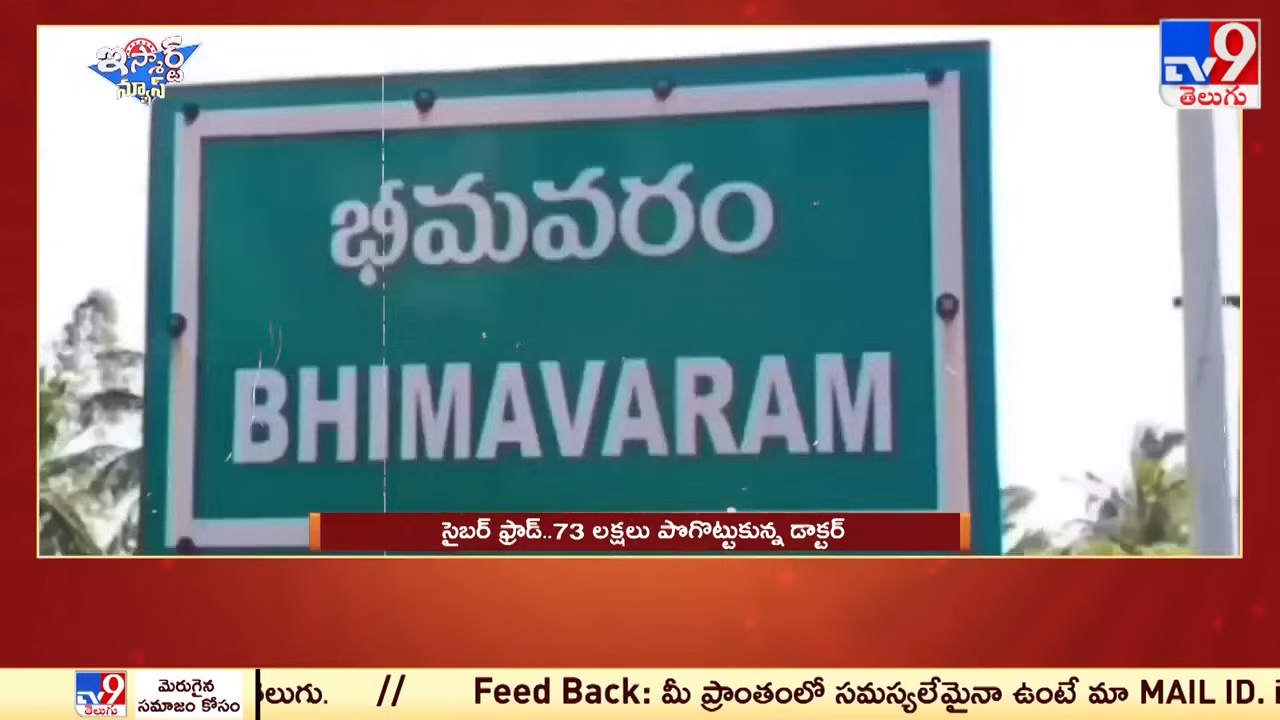 ఇస్మార్ట్
న్యూస్
TV9
తెలుగు
భీమవరం
BHIMAVARAM
సైబర్ ఫ్రాడ్..73 లక్షలు పొగొట్టుకున్న డాక్టర్
TV9
తెలుగు
మెరుగైన
సమాజం కోసం
లుగు. // Feed Back: మీ ప్రాంతంలో సమస్యలేమైనా ఉంటే మా MAIL ID.